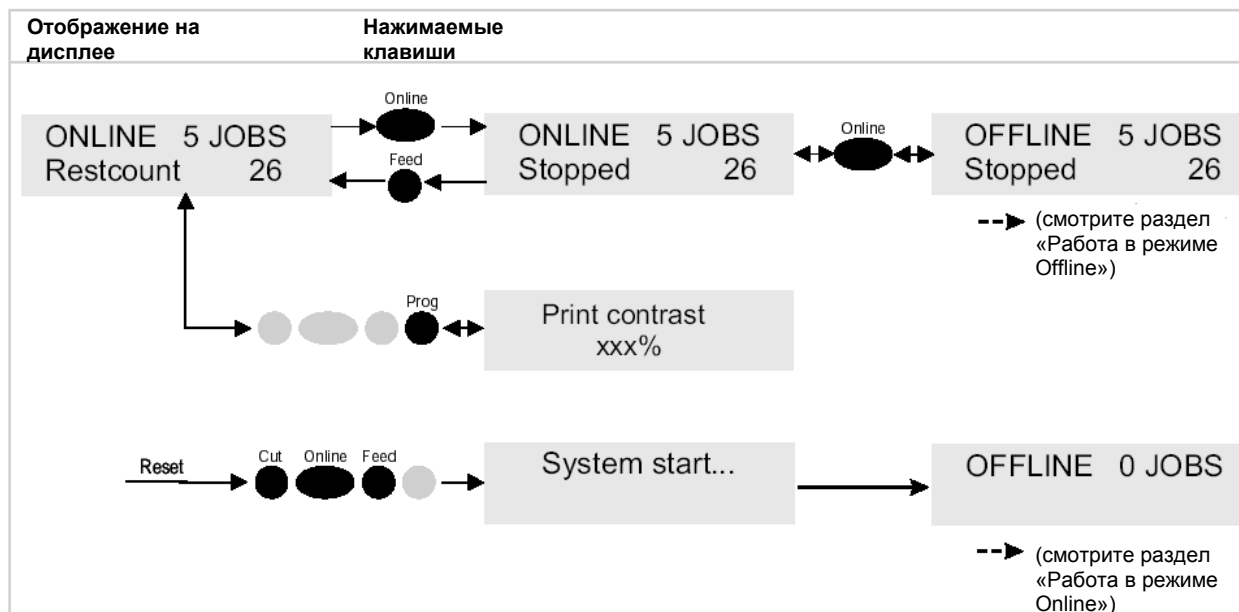 Отображение на
дисплее
Нажимаемые
клавиши
Online
ONLINE 5 JOBS
Restcount 26
Feed
ONLINE 5 JOBS
Stopped 26
Online
OFFLINE 5 JOBS
Stopped 26
(смотрите раздел
«Работа в режиме
Offline»)
Prog
Print contrast
xxx%
Reset
Cut Online Feed
System start...
OFFLINE 0 JOBS
(смотрите раздел
«Работа в режиме
Online»)